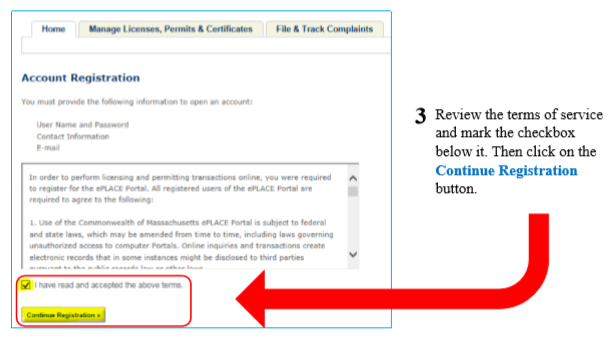 Home Manage Licenses, Permits & Certificates File & Track Complaints
Account Registration
You must provide the following information to open an account:
User Name and Password
Contact Information
E-mail
In order to perform licensing and permitting transactions online, you were required
to register for the ePLACE Portal. All registered users of the ePLACE Portal are
required to agree to the following:
1. Use of the Commonwealth of Massachusetts ePLACE Portal is subject to federal
and state laws, which may be amended from time to time, including laws governing
unauthorized access to computer Portals. Online inquiries and transactions create
electronic records that in some instances might be disclosed to third parties
pursuant to the public records law or other laws.
I have read and accepted the above terms.
Continue Registration »
3 Review the terms of service
and mark the checkbox
below it. Then click on the
Continue Registration
button.